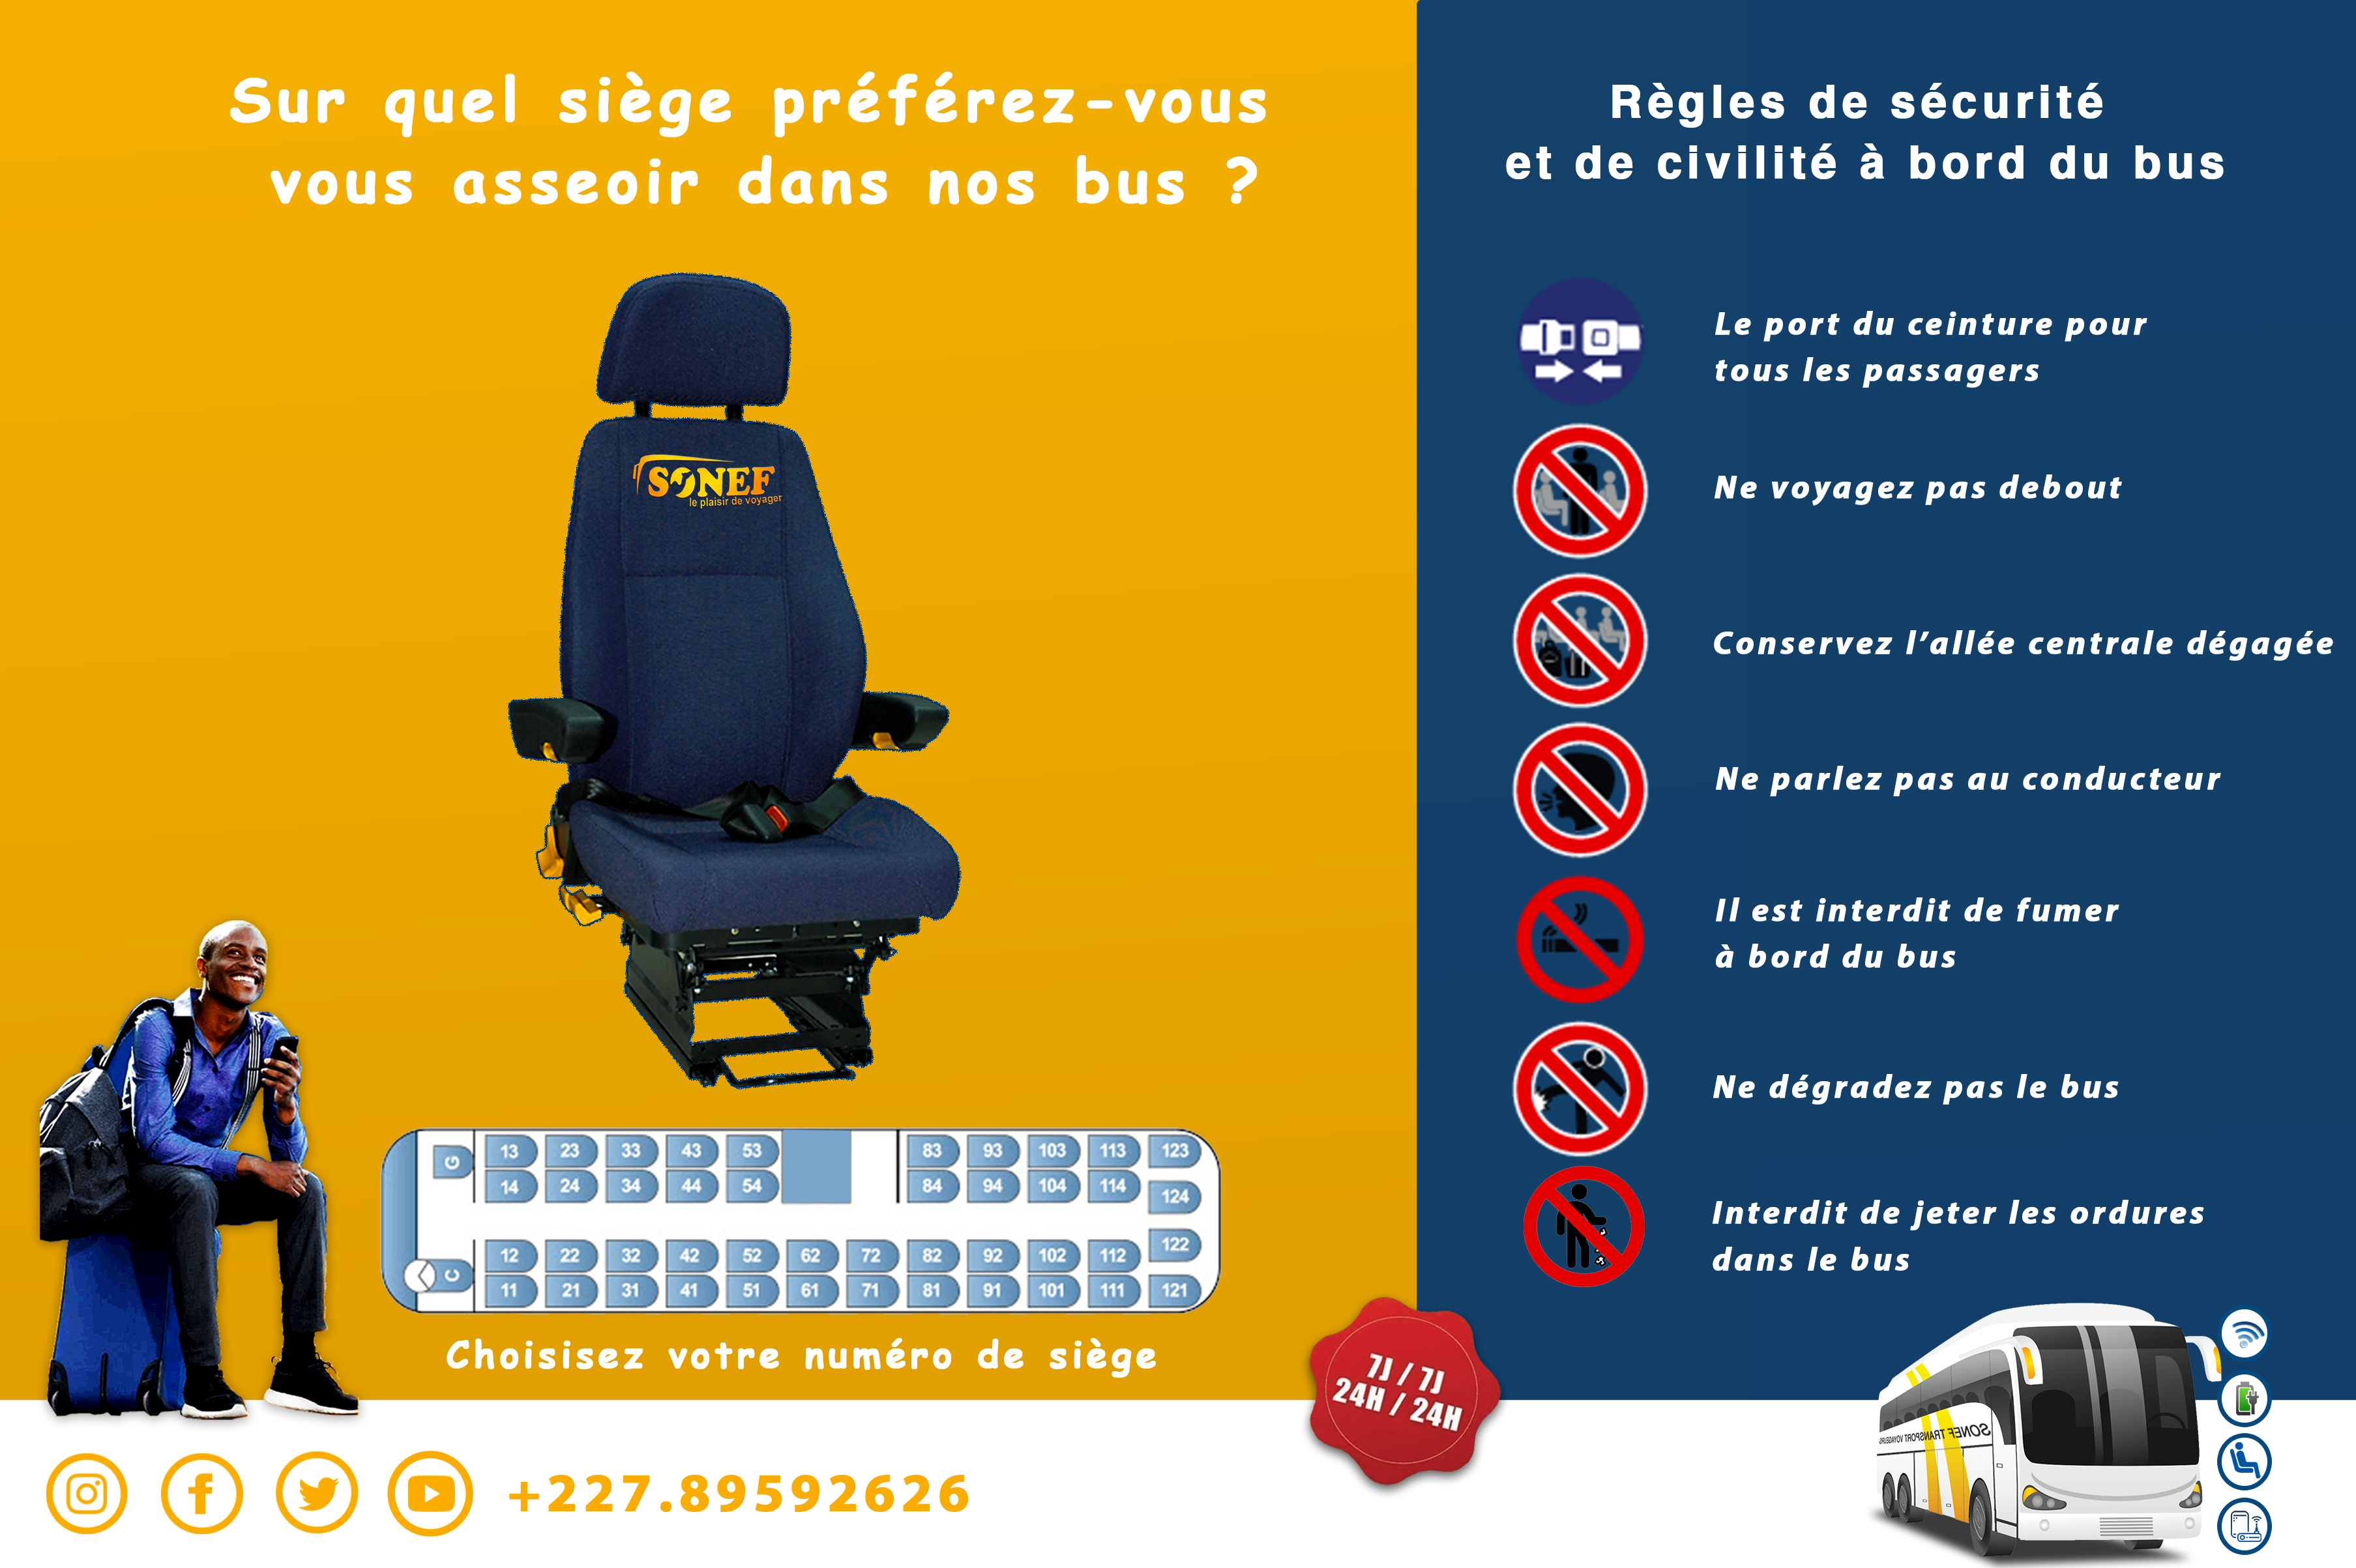 Sur quel siège préférez-vous
vous asseoir dans nos bus ?
SONEF
le plaisir de voyager
G 13 23 33 43 53 83 93 103 113 123
14 24 34 44 54 84 94 104 114 124
12 22 32 42 52 62 72 82 92 102 112 122
C 11 21 31 41 51 61 71 81 91 101 111 121
Choisisez votre numéro de siège
+227.89592626
7J / 7J
24H / 24H
Règles de sécurité
et de civilité à bord du bus
Le port du ceinture pour
tous les passagers
Ne voyagez pas debout
Conservez l'allée centrale dégagée
Ne parlez pas au conducteur
Il est interdit de fumer
à bord du bus
Ne dégradez pas le bus
Interdit de jeter les ordures
dans le bus
SONEF TRANSPORT VOYAGEURS